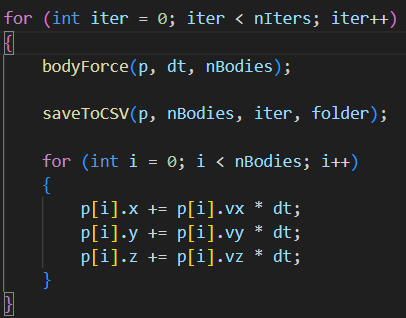 for (int iter = 0; iter < nIters; iter++)
{
    bodyForce(p, dt, nBodies);
    saveToCSV(p, nBodies, iter, folder);
    for (int i = 0; i < nBodies; i++)
    {
        p[i].x += p[i].vx * dt;
        p[i].y += p[i].vy * dt;
        p[i].z += p[i].vz * dt;
    }
}